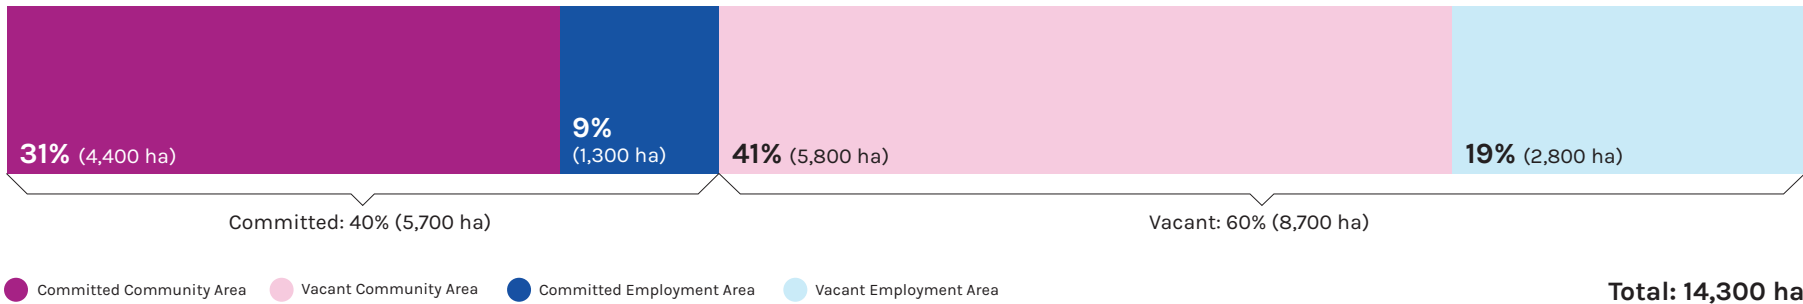 31% (4,400 ha)
9%
(1,300 ha)
41% (5,800 ha)
19% (2,800 ha)
Committed: 40% (5,700 ha)
Vacant: 60% (8,700 ha)
Committed Community Area
Vacant Community Area
Committed Employment Area
Vacant Employment Area
Total: 14,300 ha